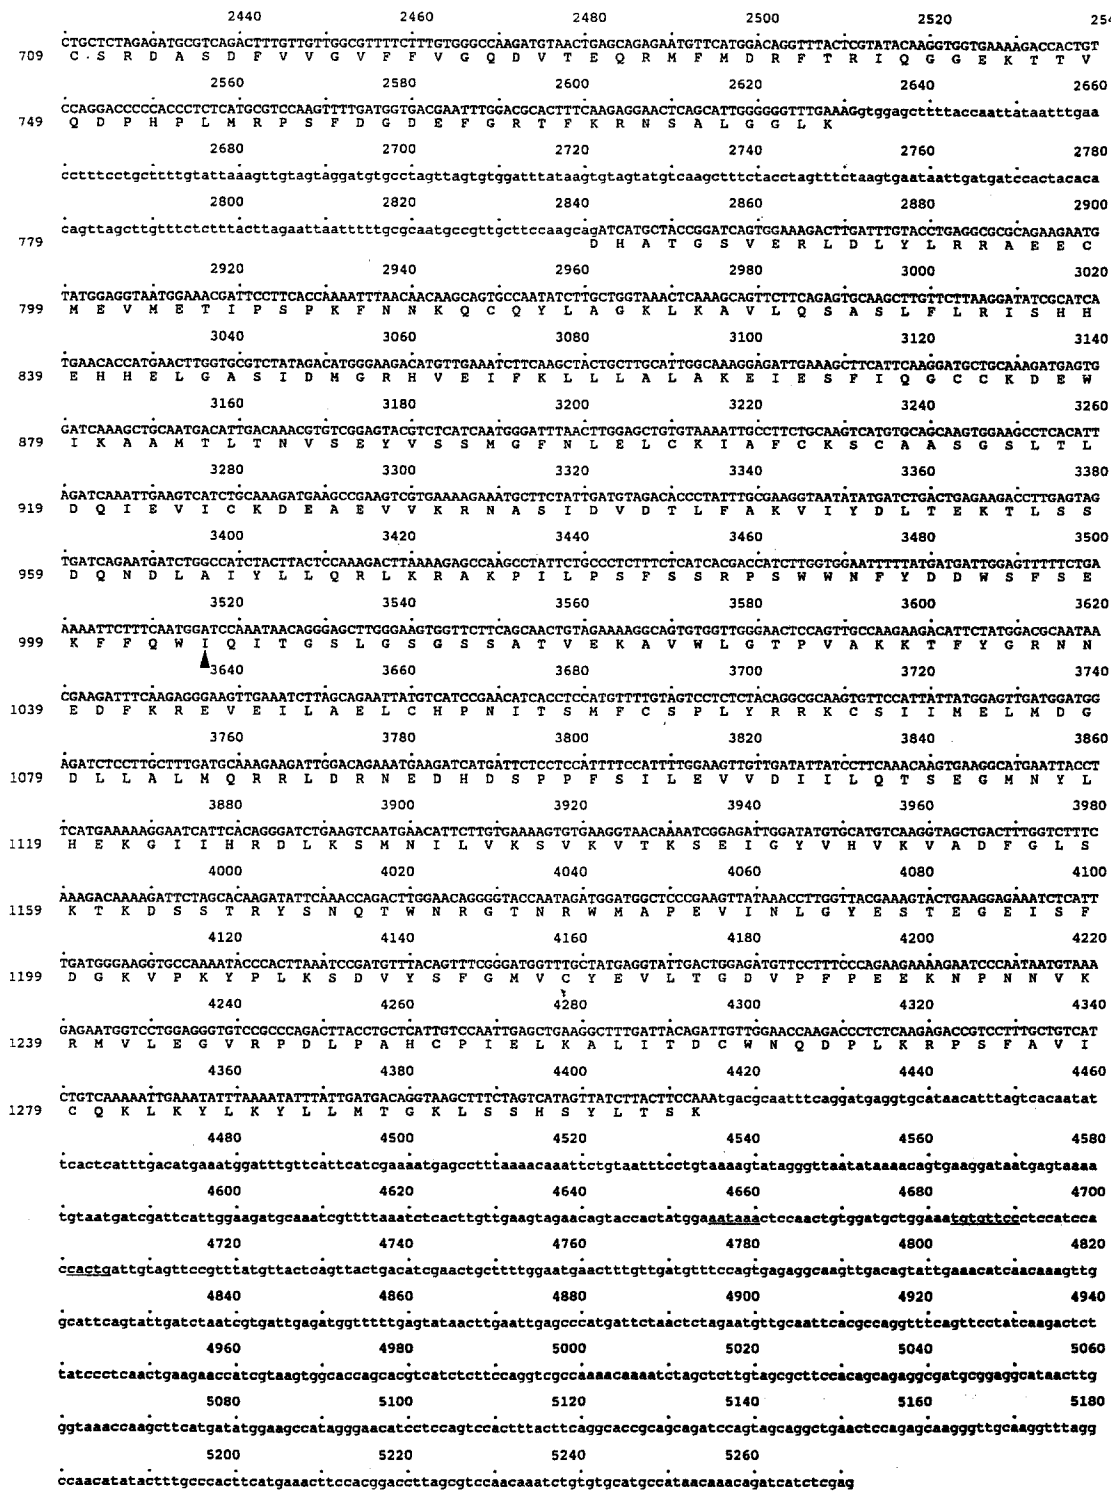 2440 2460 2480 2500 2520 254
CTGCTCTAGAGATGCGTCAGACTTTGTTGTTGGCGTTTTCTTTGTGGGCCAAGATGTAACTGAGCAGAGAATGTTCATGGACAGGTTTACTCGTATACAAGGTGGTGAAAAGACCACTGT
709 C S R D A S D F V V G V F F V G Q D V T E Q R M F M D R F T R I Q G G E K T T V
2560 2580 2600 2620 2640 2660
CCAGGACCCCCACCCTCTCATGCGTCCAAGTTTTGATGGTGACGAATTTGGACGCACTTTCAAGAGGAACTCAGCATTGGGGGGTTTGAAAGgtggagcttttaccaattataatttgaa
749 Q D P H P L M R P S F D G D E F G R T F K R N S A L G G L K
2680 2700 2720 2740 2760 2780
cctttcctgcttttgtattaaagttgtagtaggatgtgcctagttagtgtggatttataagtgtagtatgtcaagctttctacctagtttctaagtgaataattgatgatccactacaca
2800 2820 2840 2860 2880 2900
cagttagcttgtttctctttacttagaattaatttttgcgcaatgccgttgcttccaagcagATCATGCTACCGGATCAGTGGAAAGACTTGATTTGTACCTGAGGCGCGCAGAAGAATG
779 D H A T G S V E R L D L Y L R R A E E C
2920 2940 2960 2980 3000 3020
TATGGAGGTAATGGAAACGATTCCTTCACCAAAATTTAACAACAAGCAGTGCCAATATCTTGCTGGTAAACTCAAAGCAGTTCTTCAGAGTGCAAGCTTGTTCTTAAGGATATCGCATCA
799 M E V M E T I P S P K F N N K Q C Q Y L A G K L K A V L Q S A S L F L R I S H H
3040 3060 3080 3100 3120 3140
TGAACACCATGAACTTGGTGCGTCTATAGACATGGGAAGACATGTTGAAATCTTCAAGCTACTGCTTGCATTGGCAAAGGAGATTGAAAGCTTCATTCAAGGATGCTGCAAAGATGAGTG
839 E H H E L G A S I D M G R H V E I F K L L L A L A K E I E S F I Q G C C K D E W
3160 3180 3200 3220 3240 3260
GATCAAAGCTGCAATGACATTGACAAACGTGTCGGAGTACGTCTCATCAATGGGATTTAACTTGGAGCTGTGTAAAATTGCCTTCTGCAAGTCATGTGCAGCAAGTGGAAGCCTCACATT
879 I K A A M T L T N V S E Y V S S M G F N L E L C K I A F C K S C A A S G S L T L
3280 3300 3320 3340 3360 3380
AGATCAAATTGAAGTCATCTGCAAAGATGAAGCCGAAGTCGTGAAAAGAAATGCTTCTATTGATGTAGACACCCTATTTGCGAAGGTAATATATGATCTGACTGAGAAGACCTTGAGTAG
919 D Q I E V I C K D E A E V V K R N A S I D V D T L F A K V I Y D L T E K T L S S
3400 3420 3440 3460 3480 3500
TGATCAGAATGATCTGGCCATCTACTTACTCCAAAGACTTAAAAGAGCCAAGCCTATTCTGCCCTCTTTCTCATCACGACCATCTTGGTGGAATTTTTATGATGATTGGAGTTTTTCTGA
959 D Q N D L A I Y L L Q R L K R A K P I L P S F S S R P S W W N F Y D D W S F S E
3520 3540 3560 3580 3600 3620
AAAATTCTTTCAATGGATCCAAATAACAGGGAGCTTGGGAAGTGGTTCTTCAGCAACTGTAGAAAAGGCAGTGTGGTTGGGAACTCCAGTTGCCAAGAAGACATTCTATGGACGCAATAA
999 K F F Q W I Q I T G S L G S G S S A T V E K A V W L G T P V A K K T F Y G R N N
3640 3660 3680 3700 3720 3740
CGAAGATTTCAAGAGGGAAGTTGAAATCTTAGCAGAATTATGTCATCCGAACATCACCTCCATGTTTTGTAGTCCTCTCTACAGGCGCAAGTGTTCCATTATTATGGAGTTGATGGATGG
1039 E D F K R E V E I L A E L C H P N I T S M F C S P L Y R R K C S I I M E L M D G
3760 3780 3800 3820 3840 3860
AGATCTCCTTGCTTTGATGCAAAGAAGATTGGACAGAAATGAAGATCATGATTCTCCTCCATTTTCCATTTTGGAAGTTGTTGATATTATCCTTCAAACAAGTGAAGGCATGAATTACCT
1079 D L L A L M Q R R L D R N E D H D S P P F S I L E V V D I I L Q T S E G M N Y L
3880 3900 3920 3940 3960 3980
TCATGAAAAAGGAATCATTCACAGGGATCTGAAGTCAATGAACATTCTTGTGAAAAGTGTGAAGGTAACAAAATCGGAGATTGGATATGTGCATGTCAAGGTAGCTGACTTTGGTCTTTC
1119 H E K G I I H R D L K S M N I L V K S V K V T K S E I G Y V H V K V A D F G L S
4000 4020 4040 4060 4080 4100
AAAGACAAAAGATTCTAGCACAAGATATTCAAACCAGACTTGGAACAGGGGTACCAATAGATGGATGGCTCCCGAAGTTATAAACCTTGGTTACGAAAGTACTGAAGGAGAAATCTCATT
1159 K T K D S S T R Y S N Q T W N R G T N R W M A P E V I N L G Y E S T E G E I S F
4120 4140 4160 4180 4200 4220
TGATGGGAAGGTGCCAAAATACCCACTTAAATCCGATGTTTACAGTTTCGGGATGGTTTGCTATGAGGTATTGACTGGAGATGTTCCTTTCCCAGAAGAAAAGAATCCCAATAATGTAAA
1199 D G K V P K Y P L K S D V Y S F G M V C Y E V L T G D V P F P E E K N P N N V K
4240 4260 4280 4300 4320 4340
GAGAATGGTCCTGGAGGGTGTCCGCCCAGACTTACCTGCTCATTGTCCAATTGAGCTGAAGGCTTTGATTACAGATTGTTGGAACCAAGACCCTCTCAAGAGACCGTCCTTTGCTGTCAT
1239 R M V L E G V R P D L P A H C P I E L K A L I T D C W N Q D P L K R P S F A V I
4360 4380 4400 4420 4440 4460
CTGTCAAAAATTGAAATATTTAAAATATTTATTGATGACAGGTAAGCTTTCTAGTCATAGTTATCTTACTTCCAAAtgacgcaatttcaggatgaggtgcataacatttagtcacaatat
1279 C Q K L K Y L K Y L L M T G K L S S H S Y L T S K
4480 4500 4520 4540 4560 4580
tcactcatttgacatgaaatggatttgttcattcatcgaaaatgagcctttaaaacaaattctgtaatttcctgtaaaagtatagggttaatataaaacagtgaaggataatgagtaaaa
4600 4620 4640 4660 4680 4700
tgtaatgatcgattcattggaagatgcaaatcgttttaaatctcacttgttgaagtagaacagtaccactatggaaataaactccaactgtggatgctggaaatgtgttccctccatcca
4720 4740 4760 4780 4800 4820
ccactgattgtagttccgtttatgttactcagttactgacatcgaactgcttttggaatgaactttgttgatgtttccagtgagaggcaagttgacagtattgaaacatcaacaaagttg
4840 4860 4880 4900 4920 4940
gcattcagtattgatctaatcgtgattgagatggtttttgagtataacttgaattgagcccatgattctaactctagaatgttgcaattcacgccaggtttcagttcctatcaagactct
4960 4980 5000 5020 5040 5060
tatccctcaactgaagaaccatcgtaagtggcaccagcacgtcatctcttccaggtcgccaaaacaaaatctagctcttgtagcgcttccacagcagaggcgatgcggaggcataacttg
5080 5100 5120 5140 5160 5180
ggtaaaccaagcttcatgatatggaagccatagggaacatcctccagtccactttacttcaggcaccgcagcagatccagtagcaggctgaactccagagcaagggttgcaaggtttagg
5200 5220 5240 5260
ccaacatatactttgcccacttcatgaaacttccacggaccttagcgtccaacaaatctgtgtgcatgccataacaaacagatcatctcgag